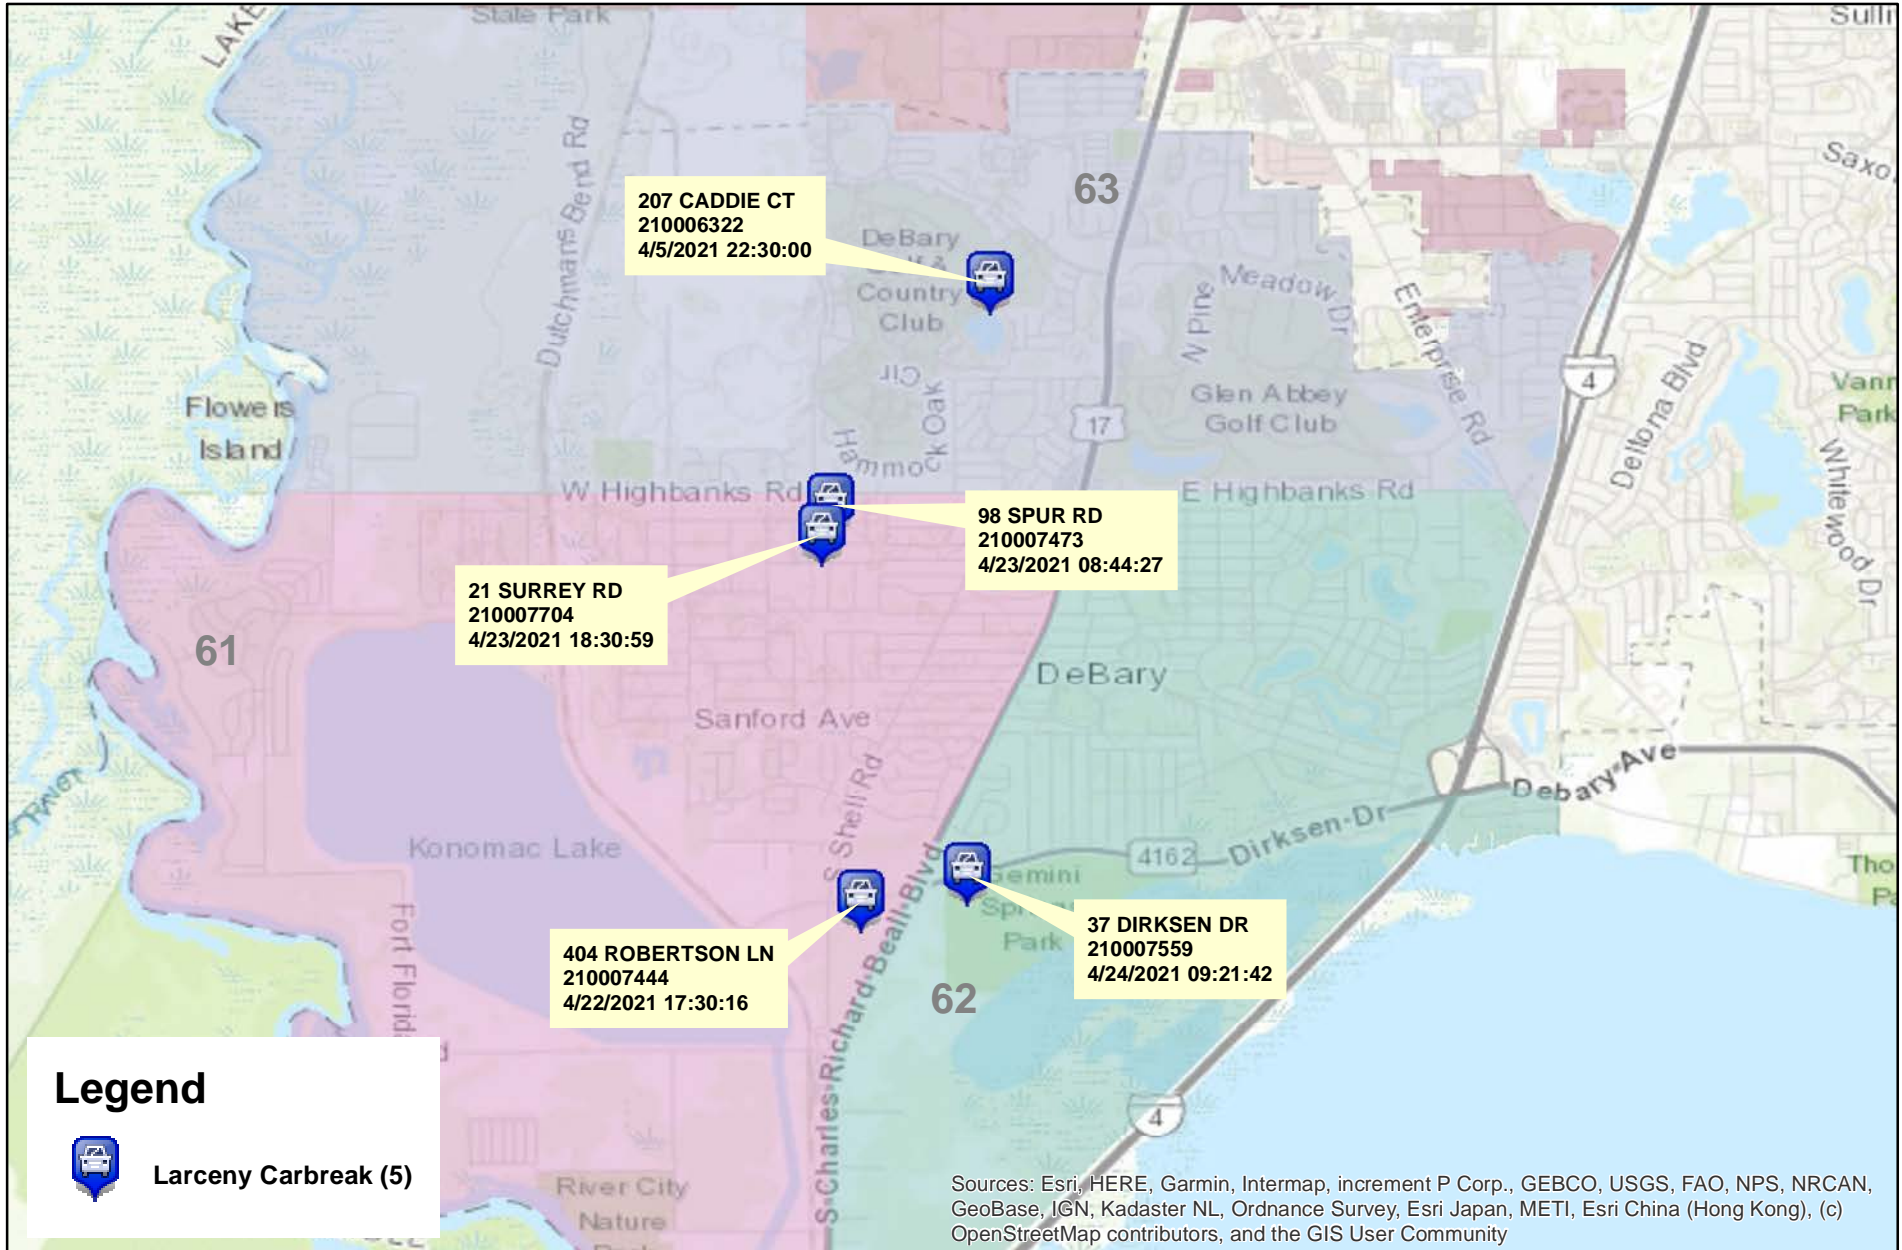 State Park
LAKE
Sulli
Saxo
Dutchmans Bend Rd
207 CADDIE CT
210006322
4/5/2021 22:30:00
63
DeBary
Country
Club
N Pine
Meadow Dr
Enterprise Rd
4
Deltona Blvd
Vann
Park
Whitewood Dr
Flowers
Island
Hammock Oak
Cir
17
Glen Abbey
Golf Club
W Highbanks Rd
E Highbanks Rd
98 SPUR RD
210007473
4/23/2021 08:44:27
21 SURREY RD
210007704
4/23/2021 18:30:59
61
DeBary
Sanford Ave
S Shell Rd
Debary Ave
River
Konomac Lake
Dirksen Dr
4162
Gemini
Springs
Park
Tho
Pa
37 DIRKSEN DR
210007559
4/24/2021 09:21:42
404 ROBERTSON LN
210007444
4/22/2021 17:30:16
62
Fort Florida
S Charles Richard Beall Blvd
4
Legend
Larceny Carbreak (5)
River City
Nature
Sources: Esri, HERE, Garmin, Intermap, increment P Corp., GEBCO, USGS, FAO, NPS, NRCAN,
GeoBase, IGN, Kadaster NL, Ordnance Survey, Esri Japan, METI, Esri China (Hong Kong), (c)
OpenStreetMap contributors, and the GIS User Community